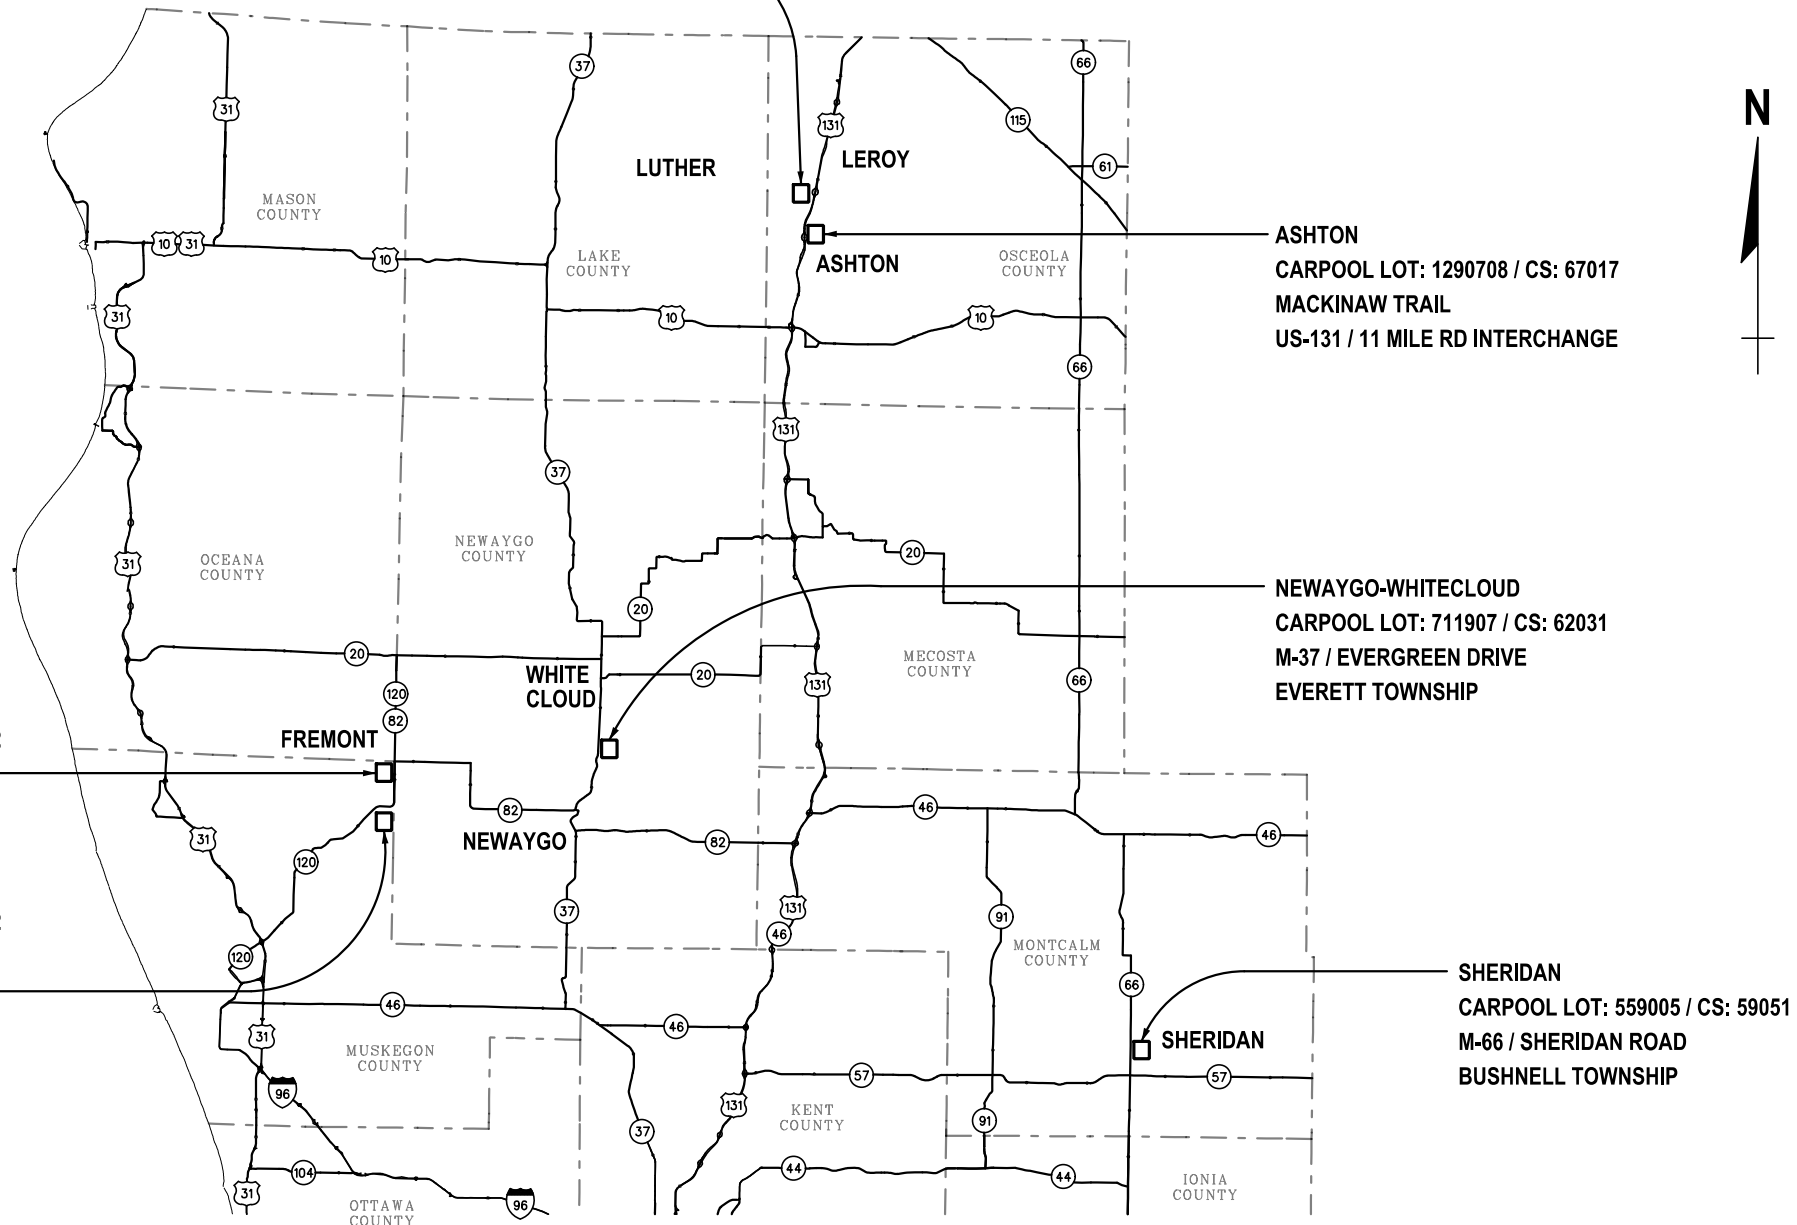 37
66
31
131
115
N
LUTHER
LEROY
61
MASON
COUNTY
ASHTON
10
31
10
LAKE
COUNTY
ASHTON
OSCEOLA
COUNTY
CARPOOL LOT: 1290708 / CS: 67017
MACKINAW TRAIL
US-131 / 11 MILE RD INTERCHANGE
31
10
10
66
131
37
OCEANA
COUNTY
NEWAYGO
COUNTY
31
20
NEWAYGO-WHITECLOUD
CARPOOL LOT: 711907 / CS: 62031
M-37 / EVERGREEN DRIVE
EVERETT TOWNSHIP
20
20
MECOSTA
COUNTY
WHITE
CLOUD
20
131
66
120
82
FREMONT
82
46
31
NEWAYGO
82
46
120
37
131
91
46
120
MONTCALM
COUNTY
SHERIDAN
CARPOOL LOT: 559005 / CS: 59051
M-66 / SHERIDAN ROAD
BUSHNELL TOWNSHIP
66
46
46
31
SHERIDAN
MUSKEGON
COUNTY
57
57
96
131
KENT
COUNTY
91
37
104
44
44
IONIA
COUNTY
31
96
OTTAWA
COUNTY